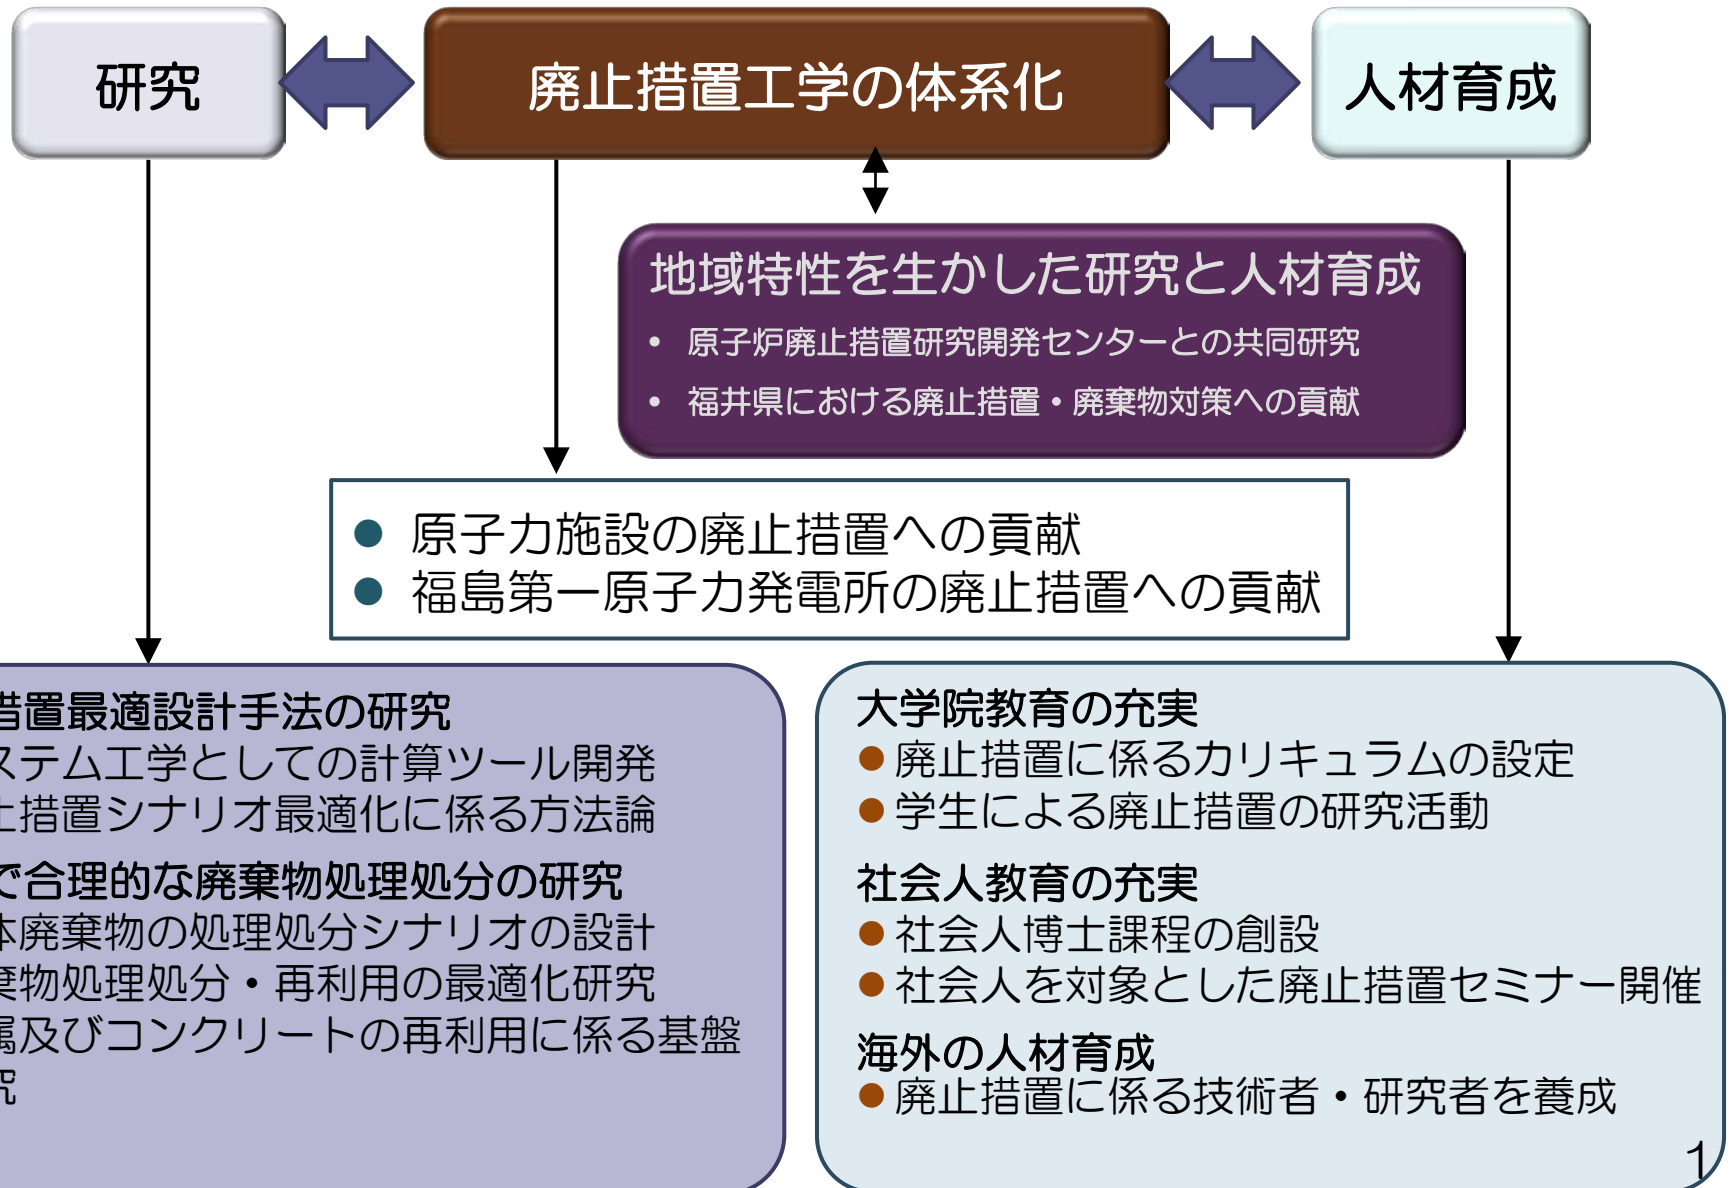 研究
廃止措置工学の体系化
人材育成
地域特性を生かした研究と人材育成
• 原子炉廃止措置研究開発センターとの共同研究
• 福井県における廃止措置・廃棄物対策への貢献
● 原子力施設の廃止措置への貢献
● 福島第一原子力発電所の廃止措置への貢献
措置最適設計手法の研究
ステム工学としての計算ツール開発
止措置シナリオ最適化に係る方法論
で合理的な廃棄物処理処分の研究
体廃棄物の処理処分シナリオの設計
棄物処理処分・再利用の最適化研究
属及びコンクリートの再利用に係る基盤
究
大学院教育の充実
● 廃止措置に係るカリキュラムの設定
● 学生による廃止措置の研究活動
社会人教育の充実
● 社会人博士課程の創設
● 社会人を対象とした廃止措置セミナー開催
海外の人材育成
● 廃止措置に係る技術者・研究者を養成
1